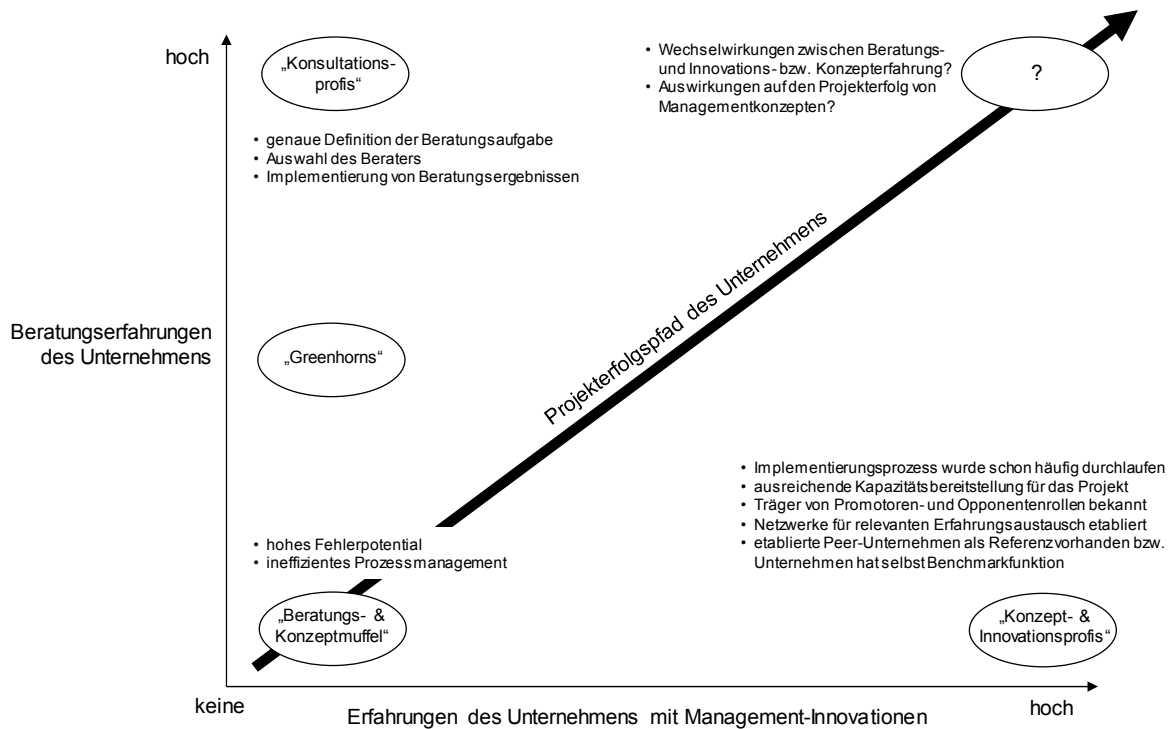 hoch
„Konsultations-
profis“
• genaue Definition der Beratungsaufgabe
• Auswahl des Beraters
• Implementierung von Beratungsergebnissen
• Wechselwirkungen zwischen Beratungs-
und Innovations- bzw. Konzepterfahrung?
• Auswirkungen auf den Projekterfolg von
Managementkonzepten?
?
Beratungserfahrungen
des Unternehmens
„Greenhorns“
Projekterfolgspfad des Unternehmens
• hohes Fehlerpotential
• ineffizientes Prozessmanagement
„Beratungs- &
Konzeptmuffel“
• Implementierungsprozess wurde schon häufig durchlaufen
• ausreichende Kapazitätsbereitstellung für das Projekt
• Träger von Promotoren- und Opponentenrollen bekannt
• Netzwerke für relevanten Erfahrungsaustausch etabliert
• etablierte Peer-Unternehmen als Referenzvorhanden bzw.
Unternehmen hat selbst Benchmarkfunktion
„Konzept- &
Innovationsprofis“
keine
Erfahrungen des Unternehmens mit Management-Innovationen
hoch